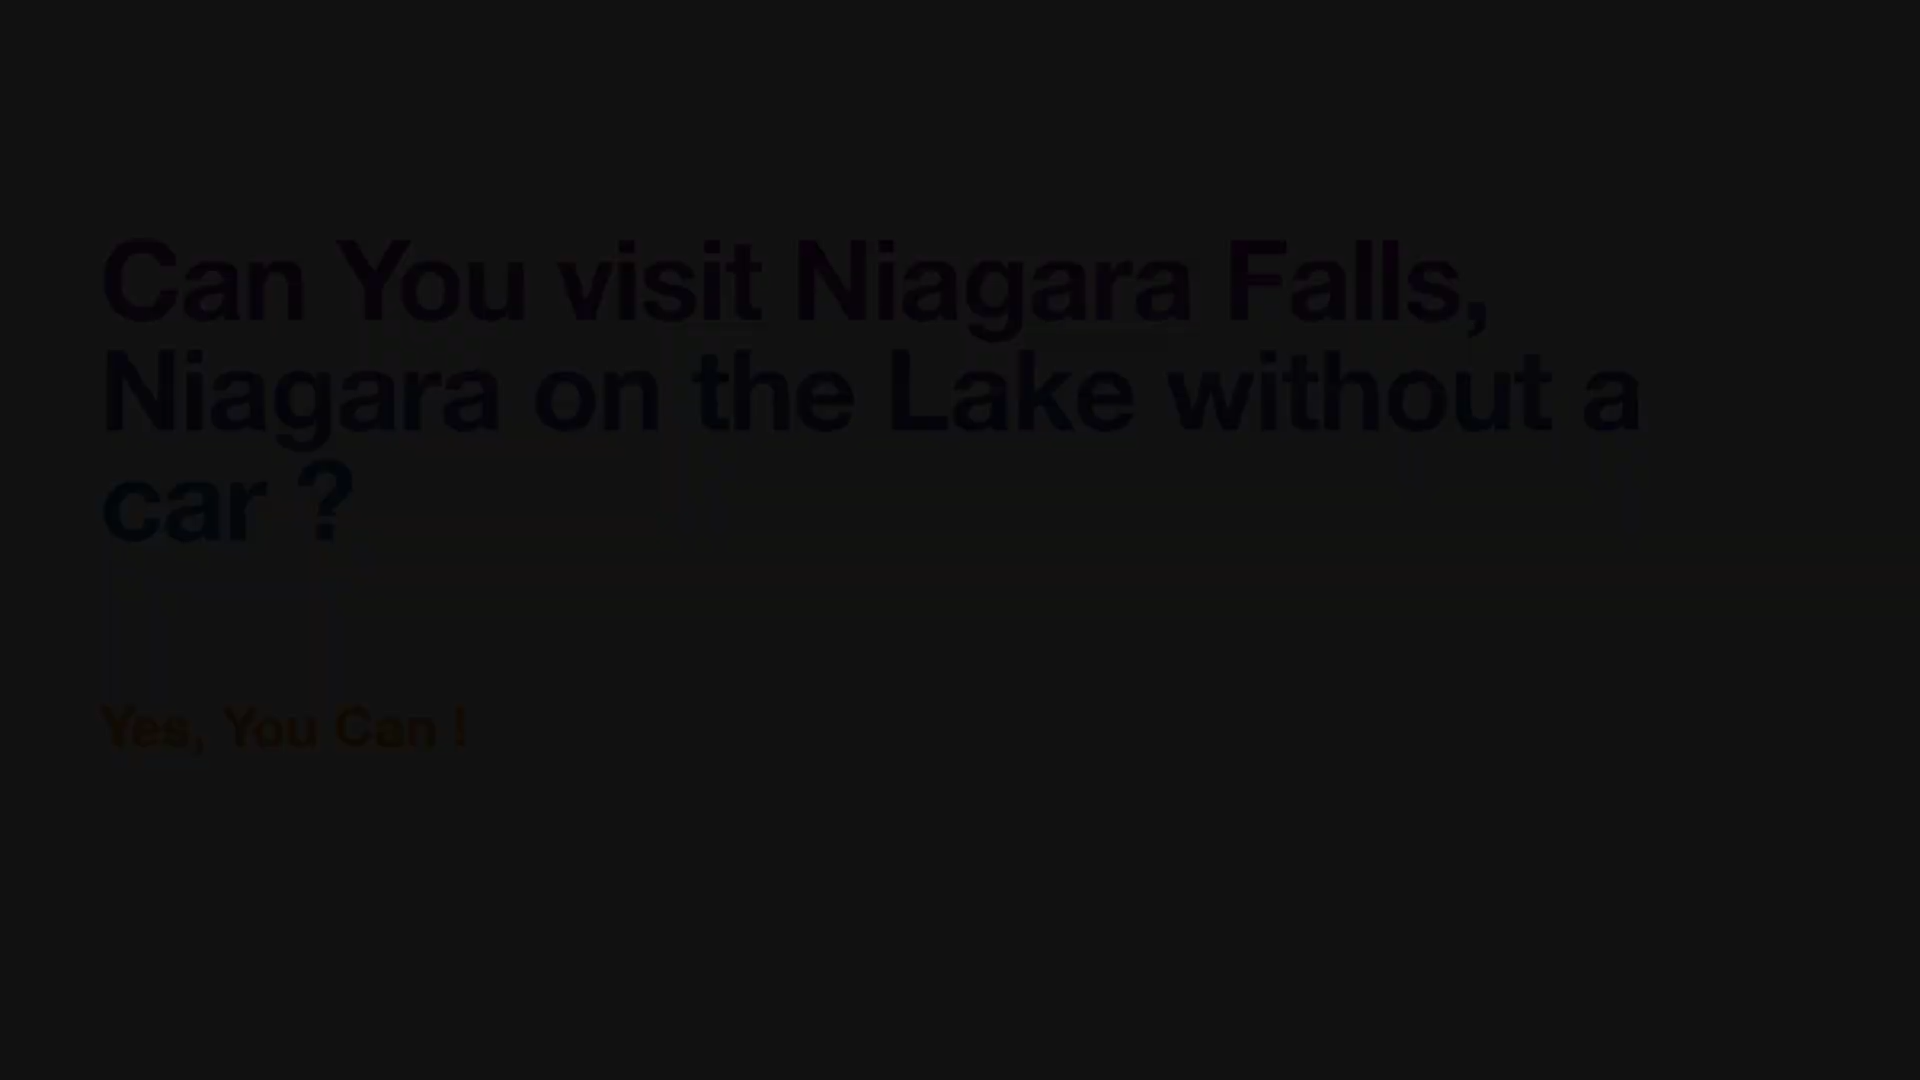 Can You visit Niagara Falls,
Niagara on the Lake without a
car ?
Yes, You Can !